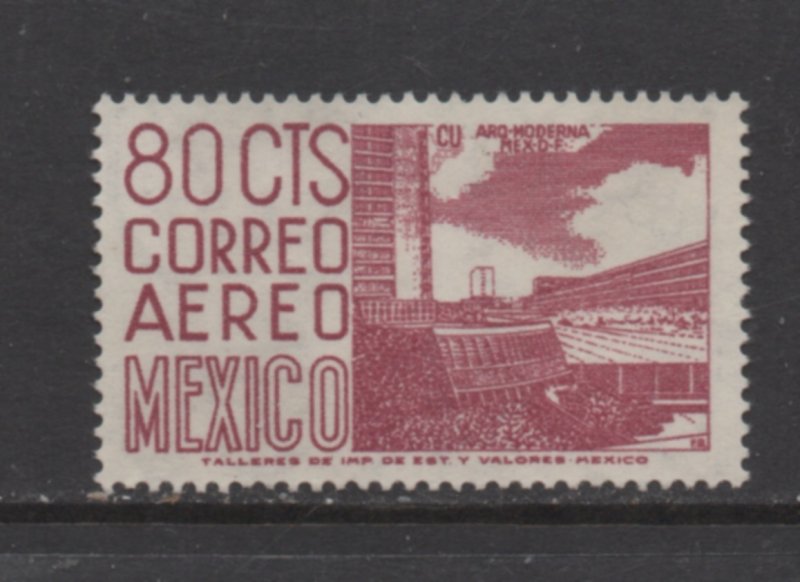 80 CTS
CORREO
AEREO
MEXICO
CU ARQ-MODERNA
MEX-D-F-
TALLERES DE IMP. DE EST. Y VALORES-MEXICO